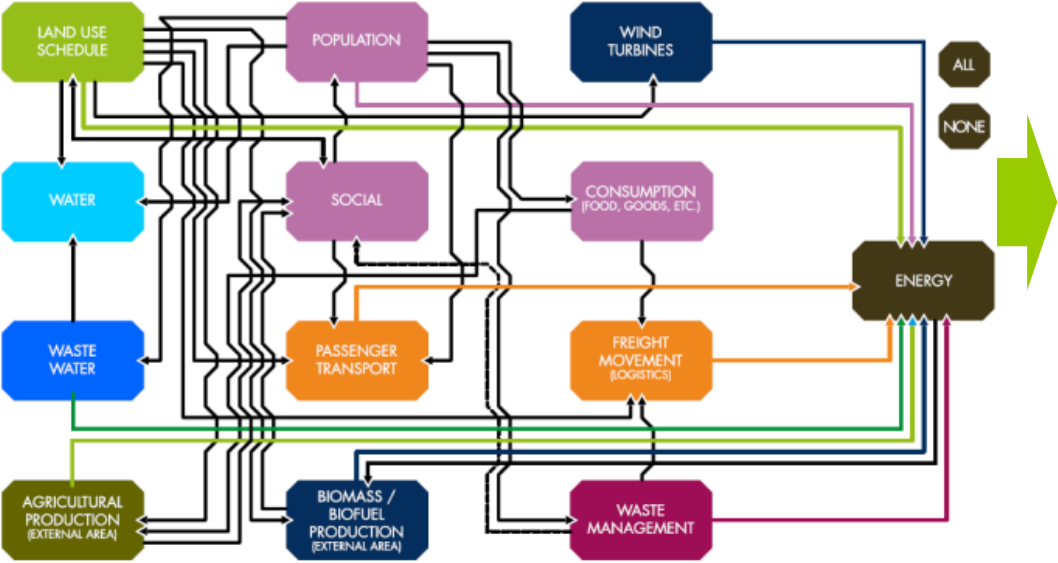 LAND USE
SCHEDULE
POPULATION
WIND
TURBINES
ALL
NONE
WATER
SOCIAL
CONSUMPTION
(FOOD, GOODS, ETC.)
ENERGY
WASTE
WATER
PASSENGER
TRANSPORT
FREIGHT
MOVEMENT
(LOGISTICS)
AGRICULTURAL
PRODUCTION
(EXTERNAL AREA)
BIOMASS /
BIOFUEL
PRODUCTION
(EXTERNAL AREA)
WASTE
MANAGEMENT